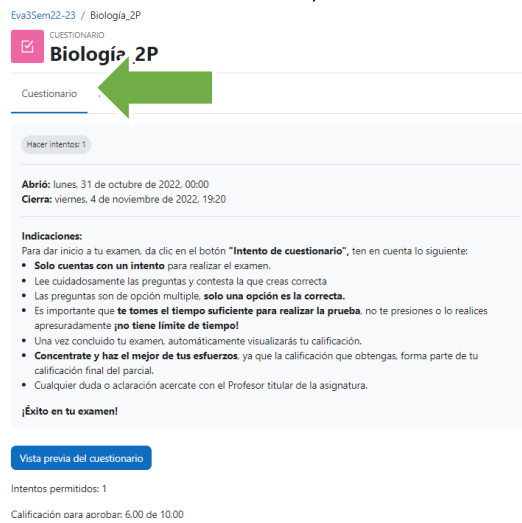 Eva3Sem22-23 / Biología_2P
CUESTIONARIO
Biología_2P
Cuestionario
Hacer intentos: 1
Abrió: lunes, 31 de octubre de 2022, 00:00
Cierra: viernes, 4 de noviembre de 2022, 19:20
Indicaciones:
Para dar inicio a tu examen, da clic en el botón "Intento de cuestionario", ten en cuenta lo siguiente:
• Solo cuentas con un intento para realizar el examen.
• Lee cuidadosamente las preguntas y contesta la que creas correcta
• Las preguntas son de opción multiple, solo una opción es la correcta.
• Es importante que te tomes el tiempo suficiente para realizar la prueba, no te presiones o lo realices
apresuradamente ¡no tiene límite de tiempo!
• Una vez concluido tu examen, automáticamente visualizarás tu calificación.
• Concentrate y haz el mejor de tus esfuerzos, ya que la calificación que obtengas, forma parte de tu
calificación final del parcial.
• Cualquier duda o aclaración acercate con el Profesor titular de la asignatura.
¡Éxito en tu examen!
Vista previa del cuestionario
Intentos permitidos: 1
Calificación para aprobar: 6.00 de 10.00